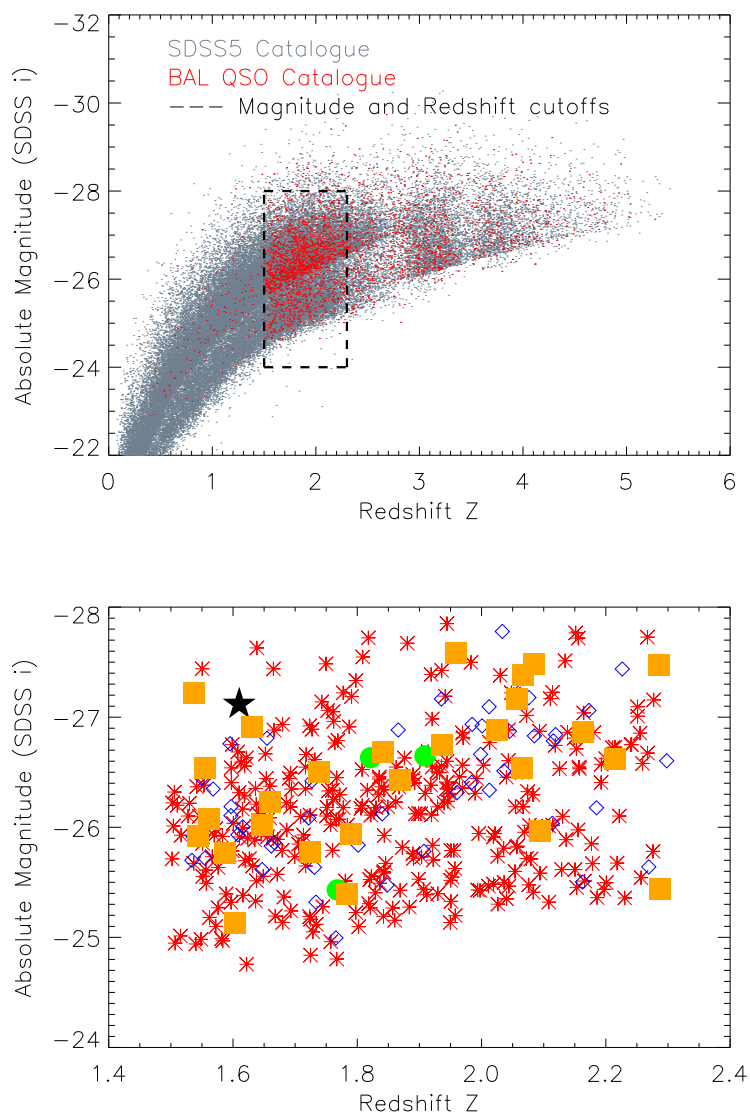 -32
-30
-28
-26
-24
-22
Absolute Magnitude (SDSS i)
SDSS5 Catalogue
BAL QSO Catalogue
Magnitude and Redshift cutoffs
0 1 2 3 4 5 6
Redshift Z
-28
-27
-26
-25
-24
Absolute Magnitude (SDSS i)
1.4 1.6 1.8 2.0 2.2 2.4
Redshift Z